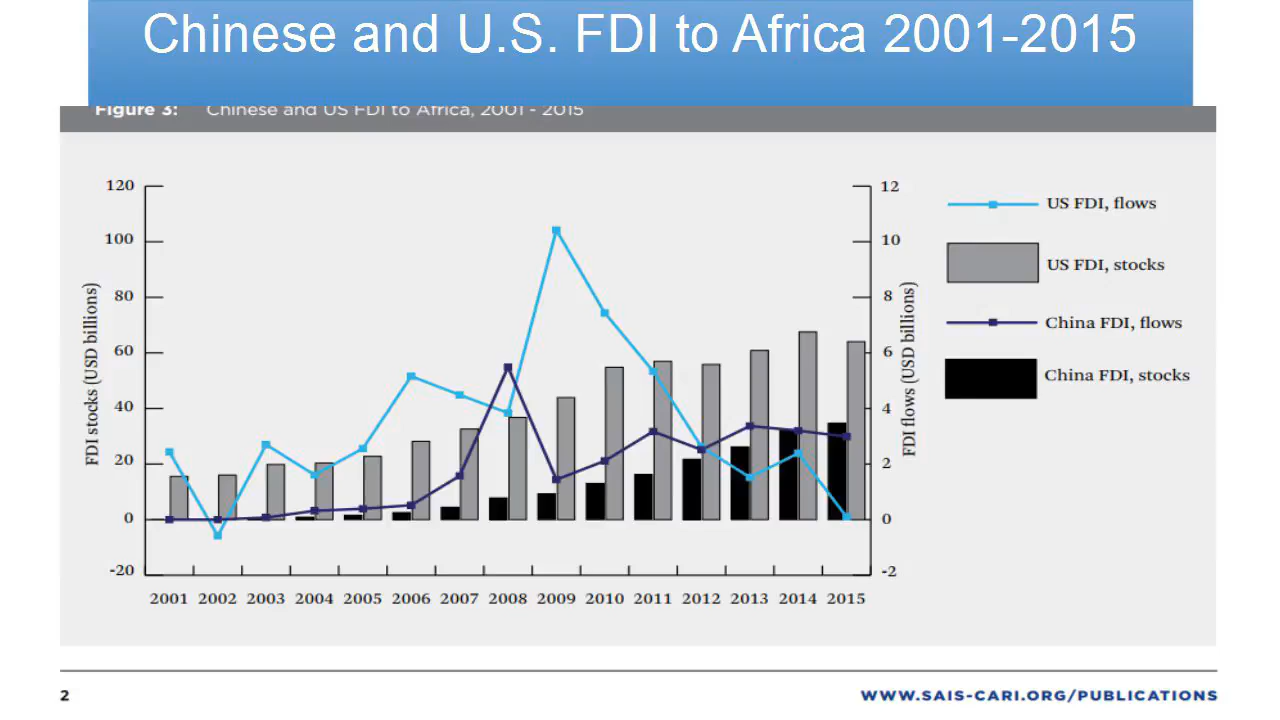 Chinese and U.S. FDI to Africa 2001-2015
Figure 3: Chinese and US FDI to Africa, 2001 - 2015
FDI stocks (USD billions)
120
100
80
60
40
20
0
-20
12
10
8
6
4
2
0
-2
FDI flows (USD billions)
2001 2002 2003 2004 2005 2006 2007 2008 2009 2010 2011 2012 2013 2014 2015
US FDI, flows
US FDI, stocks
China FDI, flows
China FDI, stocks
2
WWW.SAIS-CARI.ORG/PUBLICATIONS